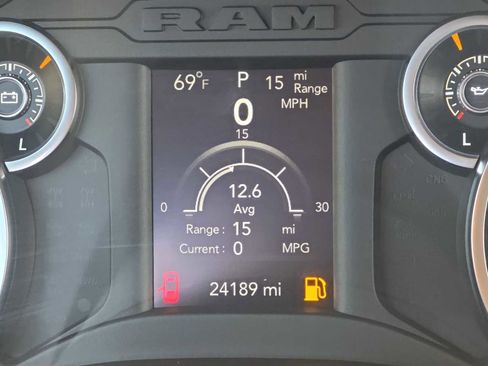 RAM
69°F P 15 mi Range
0 MPH
15
12.6
Avg
0 30
Range : 15 mi
Current : 0 MPG
24189 mi
L L